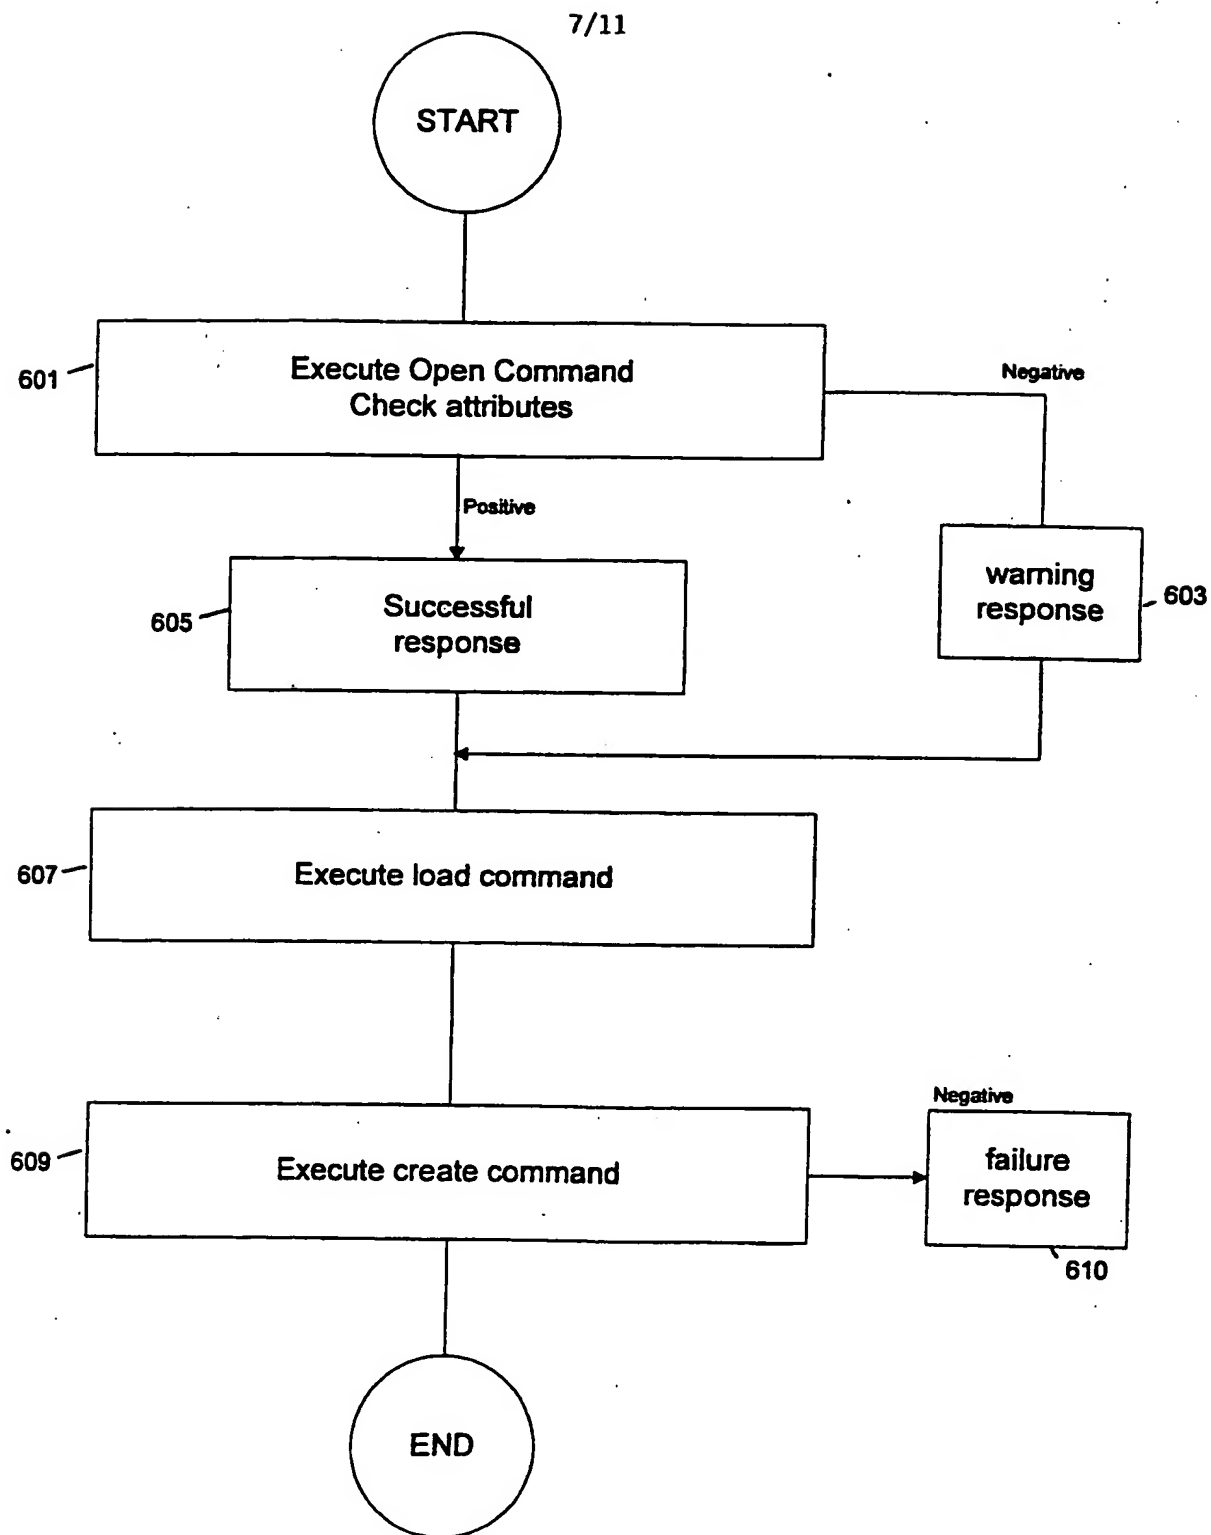 7/11
START
601
Execute Open Command
Check attributes
Negative
Positive
605
Successful
response
warning
response
603
607
Execute load command
609
Execute create command
Negative
failure
response
610
END